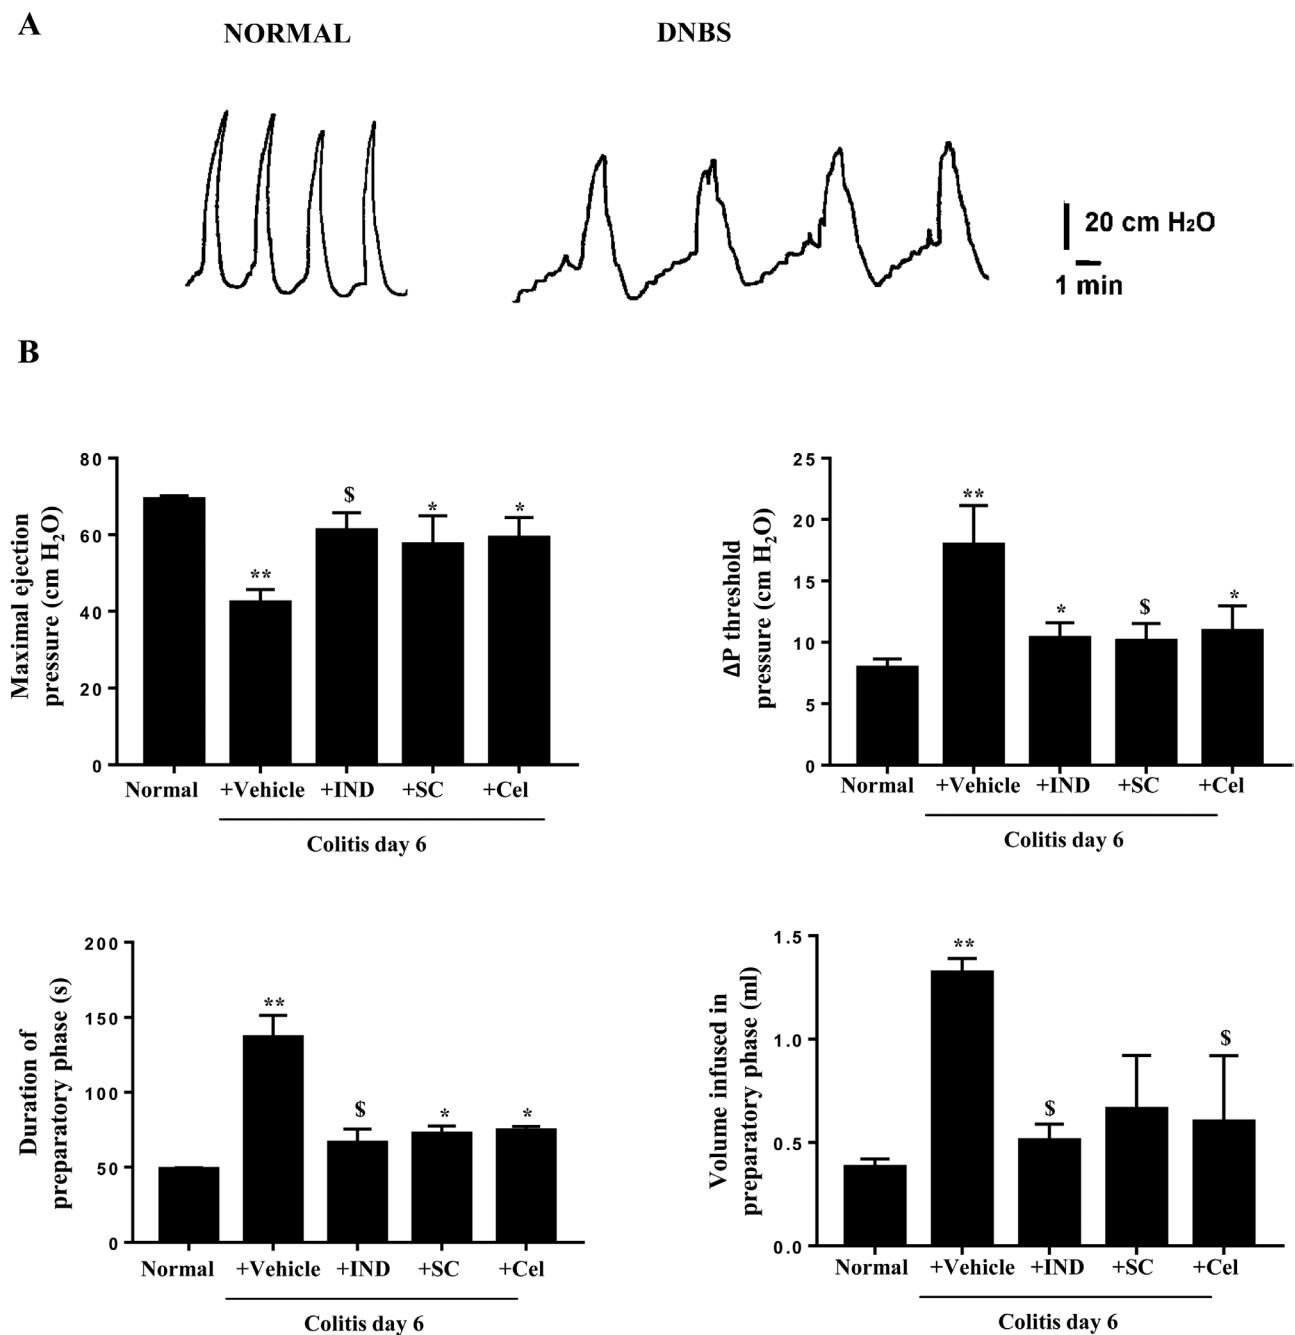 A
NORMAL
DNBS
20 cm H₂O
1 min
B
Maximal ejection
pressure (cm H₂O)
80
60
40
20
0
**
$
*
*
Normal
+Vehicle
+IND
+SC
+Cel
Colitis day 6
ΔP threshold
pressure (cm H₂O)
25
20
15
10
5
0
**
*
$
*
Normal
+Vehicle
+IND
+SC
+Cel
Colitis day 6
Duration of
preparatory phase (s)
200
150
100
50
0
**
$
*
*
Normal
+Vehicle
+IND
+SC
+Cel
Colitis day 6
Volume infused in
preparatory phase (ml)
1.5
1.0
0.5
0.0
**
$
$
Normal
+Vehicle
+IND
+SC
+Cel
Colitis day 6